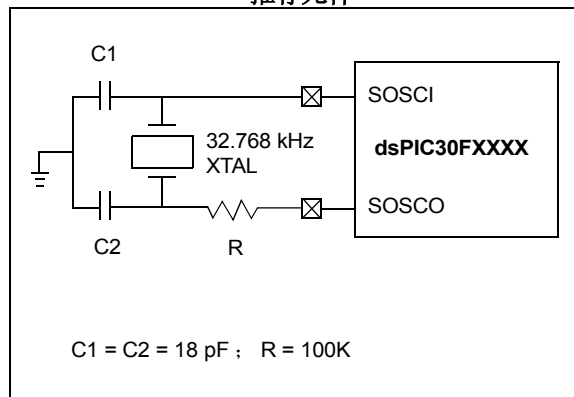 C1
SOSCI
32.768 kHz
XTAL
dsPIC30FXXXX
SOSCO
C2
R
C1 = C2 = 18 pF ； R = 100K